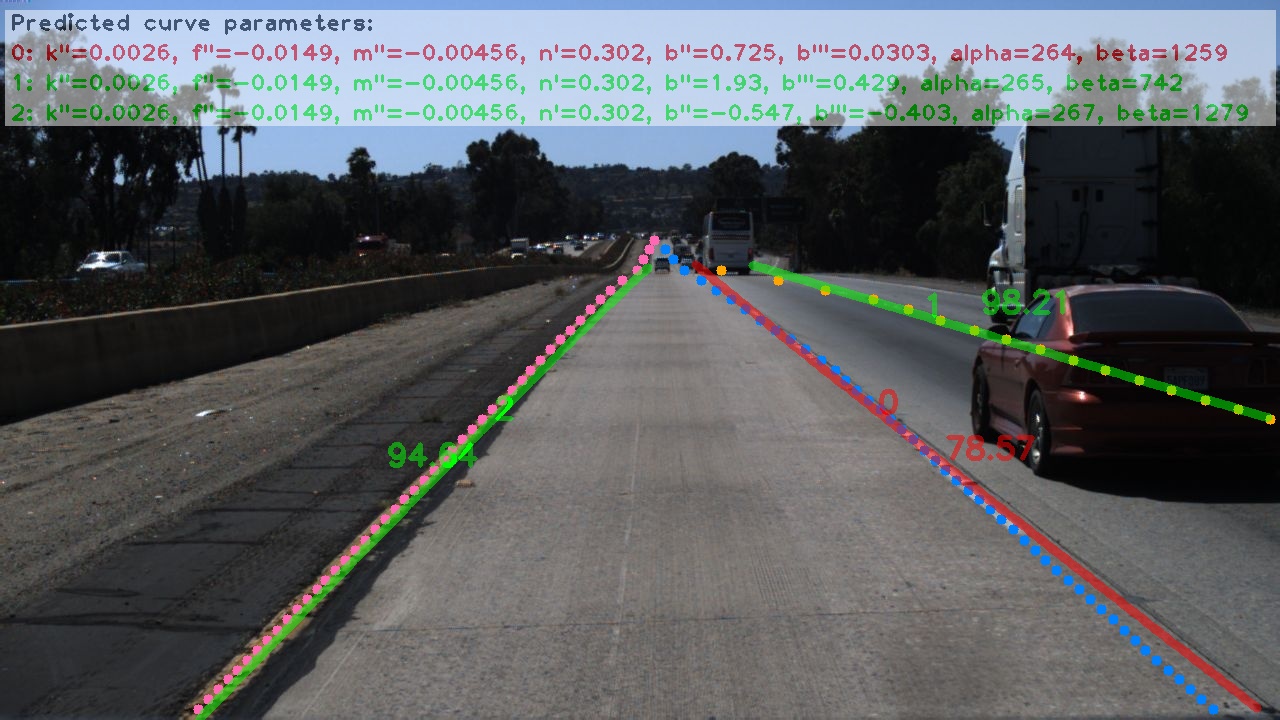 Predicted curve parameters:
0: k''=0.0026, f''=-0.0149, m''=-0.00456, n'=0.302, b''=0.725, b'''=0.0303, alpha=264, beta=1259
1: k''=0.0026, f''=-0.0149, m''=-0.00456, n'=0.302, b''=1.93, b'''=0.429, alpha=265, beta=742
2: k''=0.0026, f''=-0.0149, m''=-0.00456, n'=0.302, b''=-0.547, b'''=-0.403, alpha=267, beta=1279
1 98.21
0
2
78.57
94.64